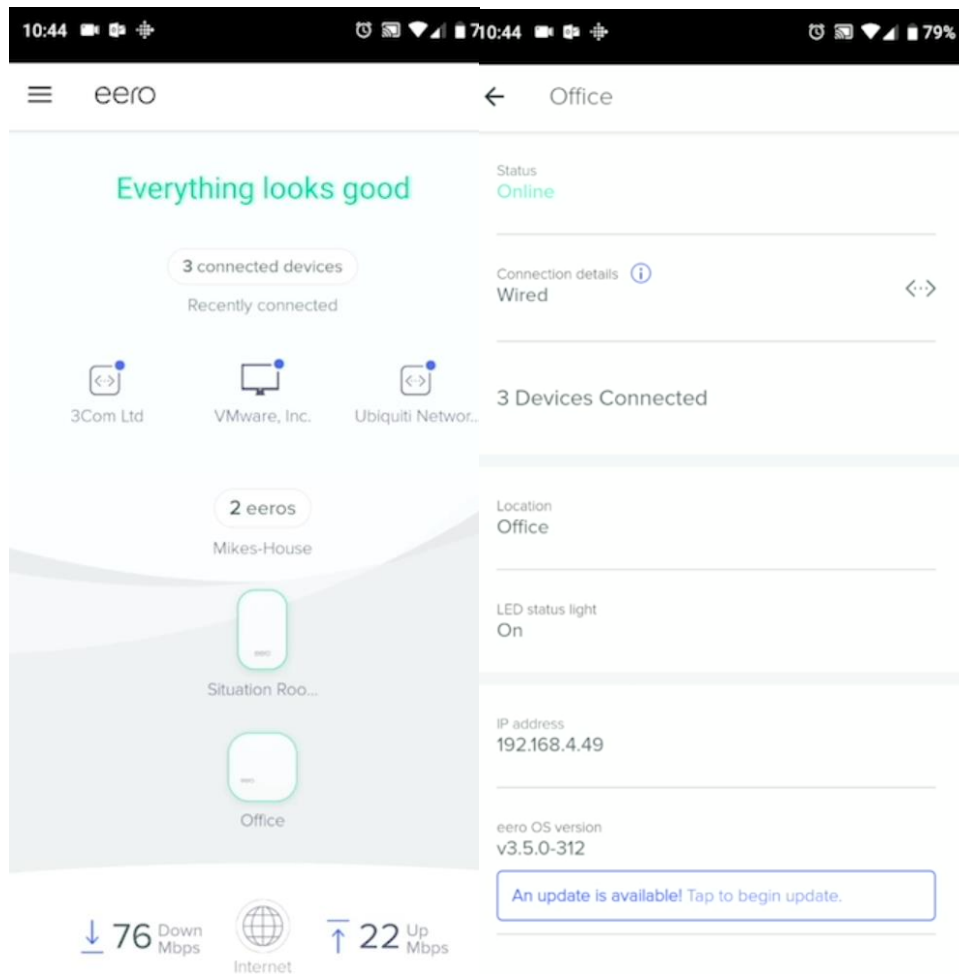 10:44
7
eero
Everything looks good
3 connected devices
Recently connected
3Com Ltd
VMware, Inc.
Ubiquiti Networ...
2 eeros
Mikes-House
eero
Situation Roo...
eero
Office
76 Down Mbps
Internet
22 Up Mbps
10:44
79%
Office
Status
Online
Connection details
Wired
3 Devices Connected
Location
Office
LED status light
On
IP address
192.168.4.49
eero OS version
v3.5.0-312
An update is available! Tap to begin update.